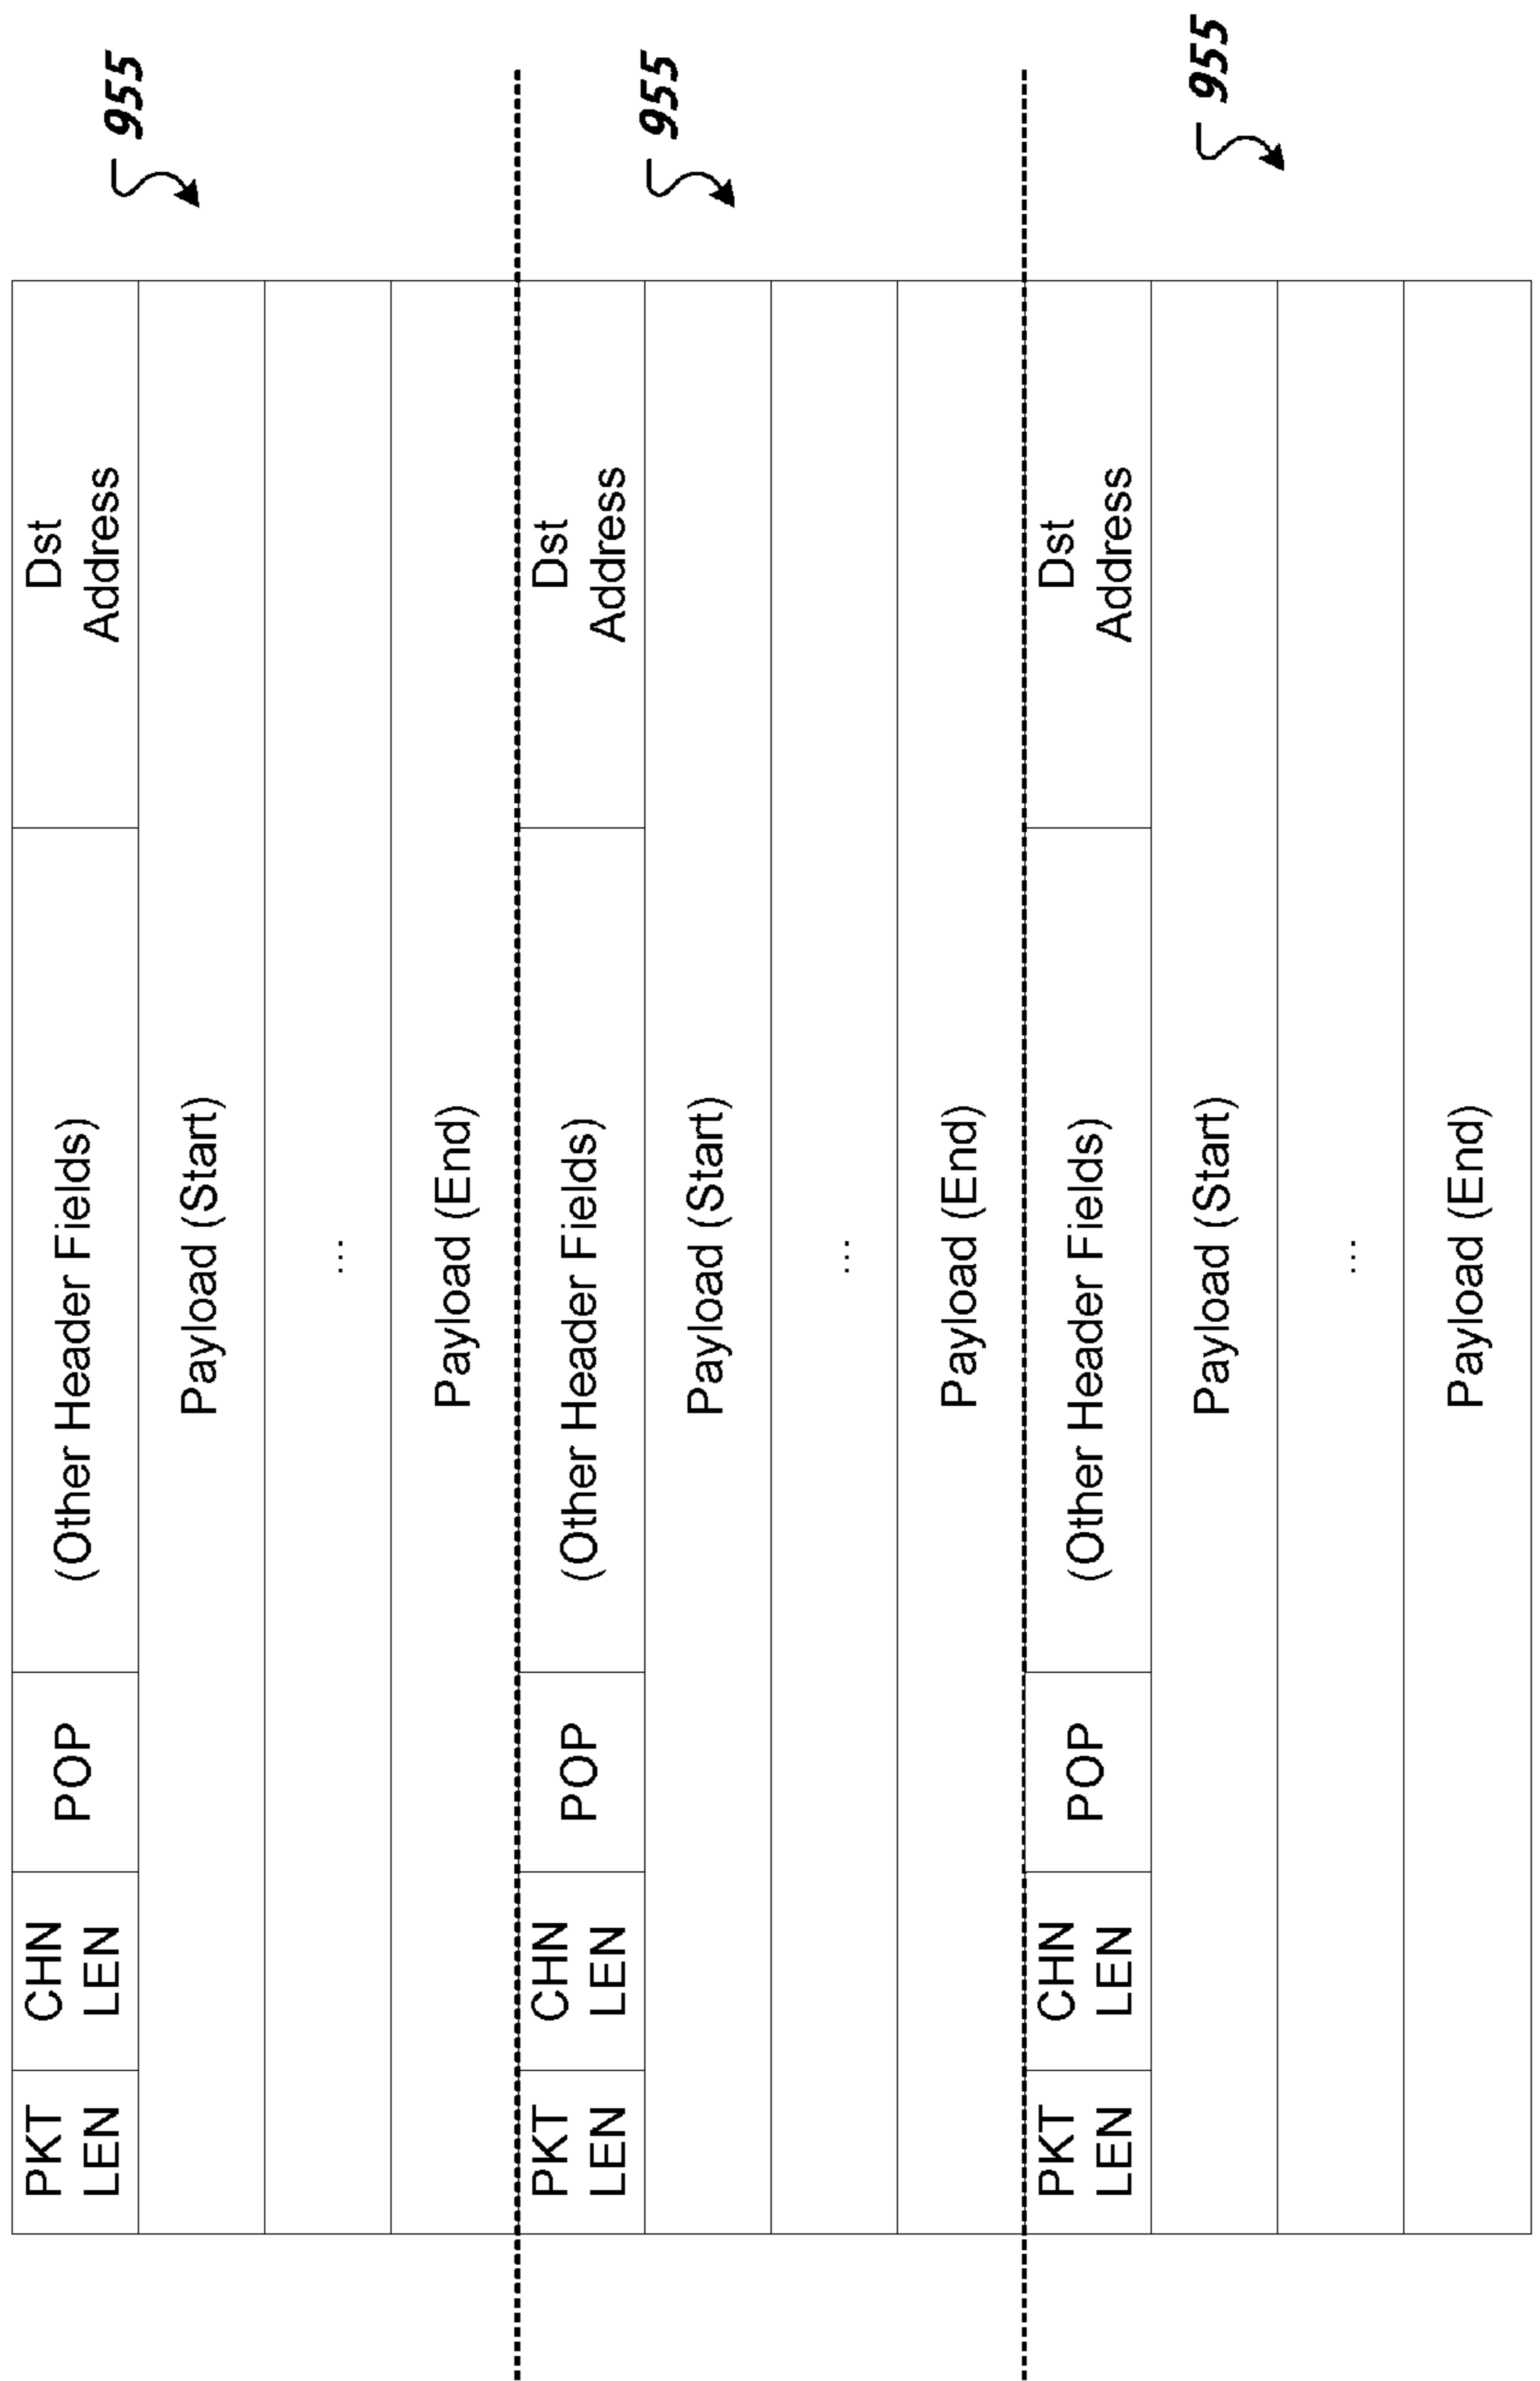 PKT
LEN
CHN
LEN
POP
(Other Header Fields)
Dst
Address
955
Payload (Start)
...
Payload (End)
PKT
LEN
CHN
LEN
POP
(Other Header Fields)
Dst
Address
955
Payload (Start)
...
Payload (End)
PKT
LEN
CHN
LEN
POP
(Other Header Fields)
Dst
Address
955
Payload (Start)
...
Payload (End)